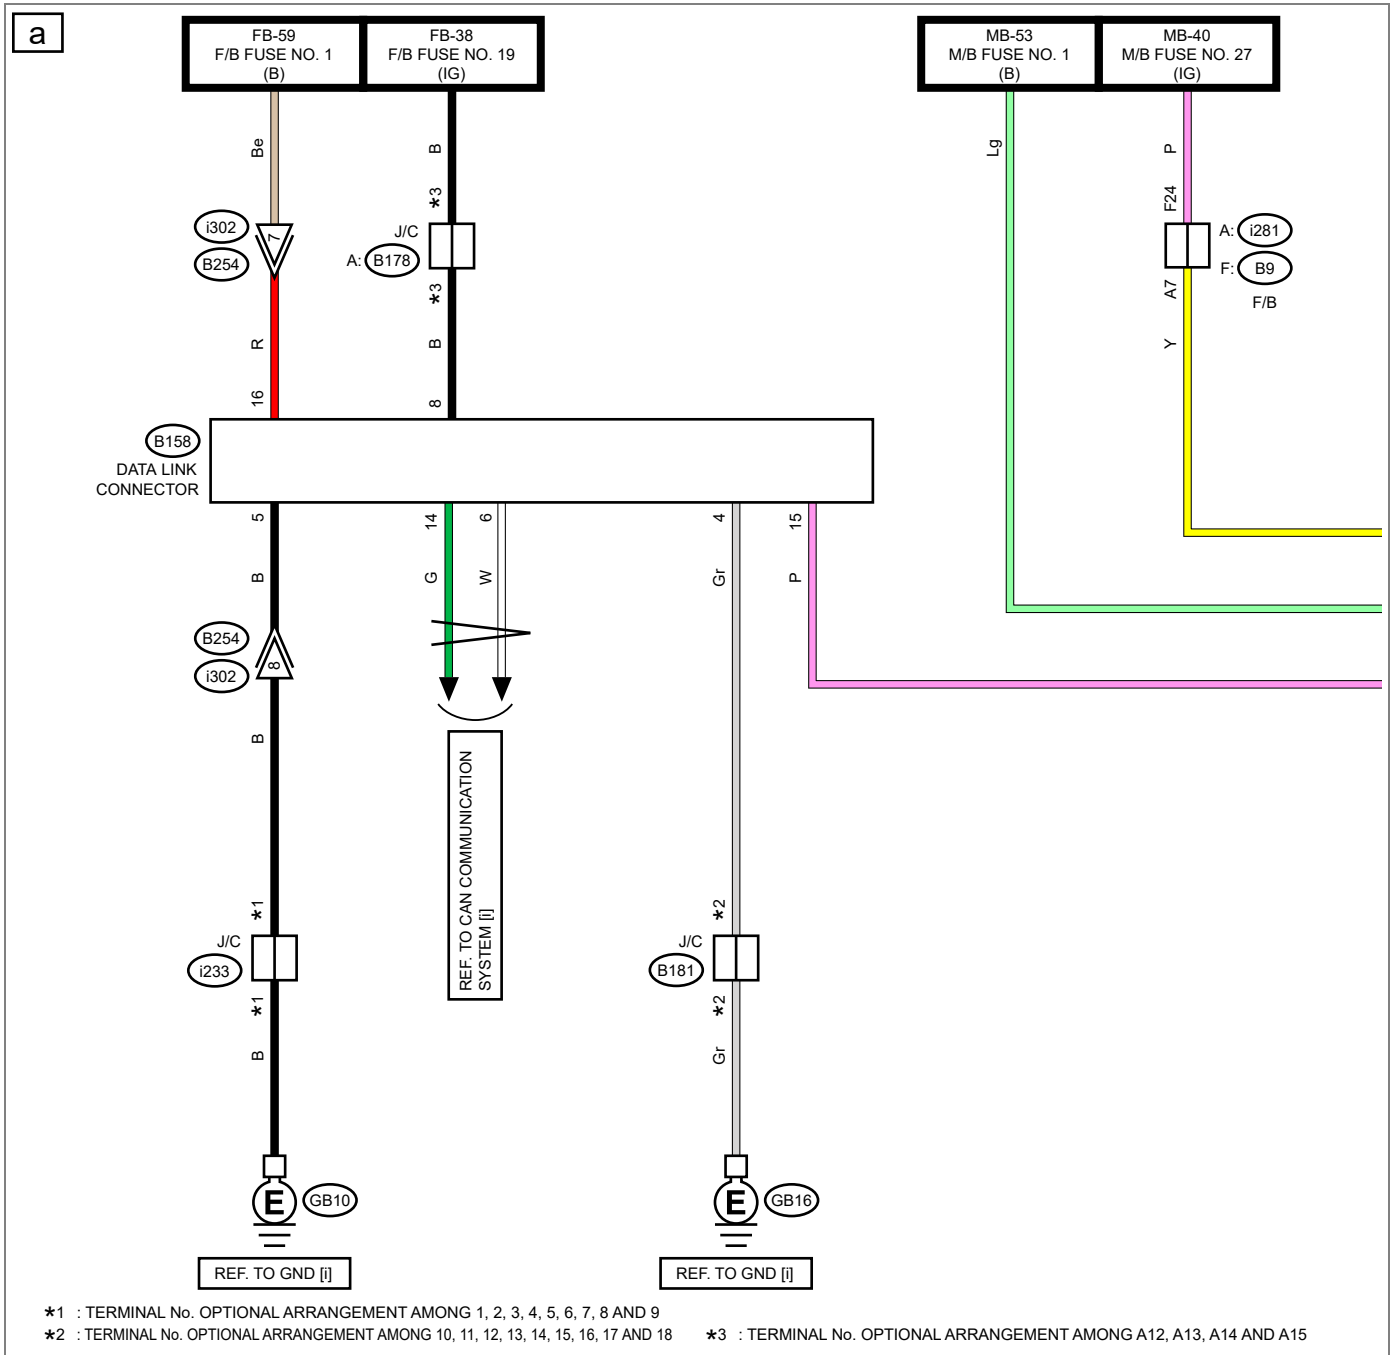 a
FB-59
F/B FUSE NO. 1
(B)
FB-38
F/B FUSE NO. 19
(IG)
MB-53
M/B FUSE NO. 1
(B)
MB-40
M/B FUSE NO. 27
(IG)
Be
B
Lg
P
*3
F24
i302
7
B254
J/C
A: B178
A: i281
F: B9
F/B
*3
A7
R
B
Y
16
8
B158
DATA LINK
CONNECTOR
5
14
6
4
15
B
G
W
Gr
P
B254
8
i302
B
REF. TO CAN COMMUNICATION
SYSTEM [i]
*1
*2
J/C
i233
J/C
B181
*1
*2
B
Gr
E
GB10
E
GB16
REF. TO GND [i]
REF. TO GND [i]
*1 : TERMINAL No. OPTIONAL ARRANGEMENT AMONG 1, 2, 3, 4, 5, 6, 7, 8 AND 9
*2 : TERMINAL No. OPTIONAL ARRANGEMENT AMONG 10, 11, 12, 13, 14, 15, 16, 17 AND 18
*3 : TERMINAL No. OPTIONAL ARRANGEMENT AMONG A12, A13, A14 AND A15